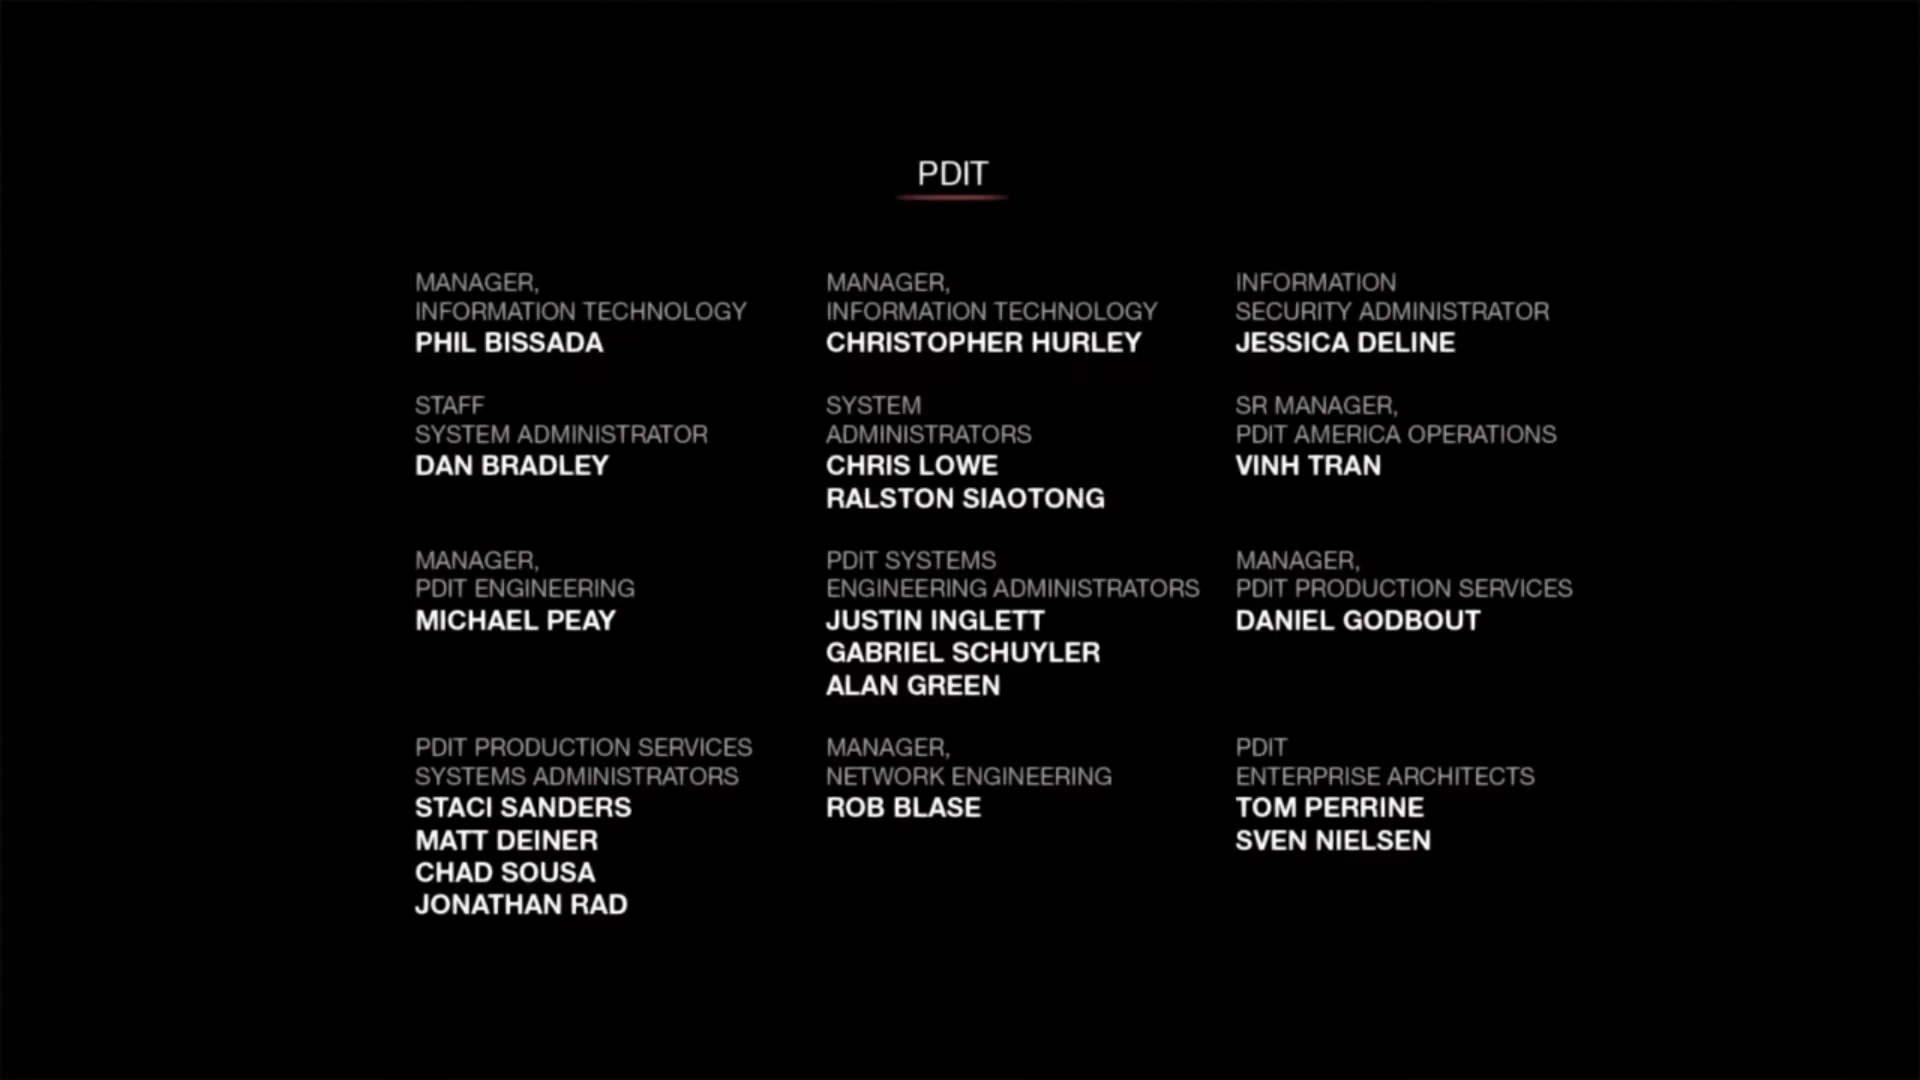 PDIT
MANAGER,
INFORMATION TECHNOLOGY
PHIL BISSADA
MANAGER,
INFORMATION TECHNOLOGY
CHRISTOPHER HURLEY
INFORMATION
SECURITY ADMINISTRATOR
JESSICA DELINE
STAFF
SYSTEM ADMINISTRATOR
DAN BRADLEY
SYSTEM
ADMINISTRATORS
CHRIS LOWE
RALSTON SIAOTONG
SR MANAGER,
PDIT AMERICA OPERATIONS
VINH TRAN
MANAGER,
PDIT ENGINEERING
MICHAEL PEAY
PDIT SYSTEMS
ENGINEERING ADMINISTRATORS
JUSTIN INGLETT
GABRIEL SCHUYLER
ALAN GREEN
MANAGER,
PDIT PRODUCTION SERVICES
DANIEL GODBOUT
PDIT PRODUCTION SERVICES
SYSTEMS ADMINISTRATORS
STACI SANDERS
MATT DEINER
CHAD SOUSA
JONATHAN RAD
MANAGER,
NETWORK ENGINEERING
ROB BLASE
PDIT
ENTERPRISE ARCHITECTS
TOM PERRINE
SVEN NIELSEN